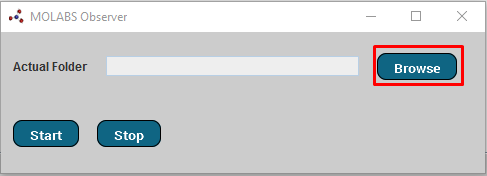 MOLABS Observer
Actual Folder Browse
Start Stop